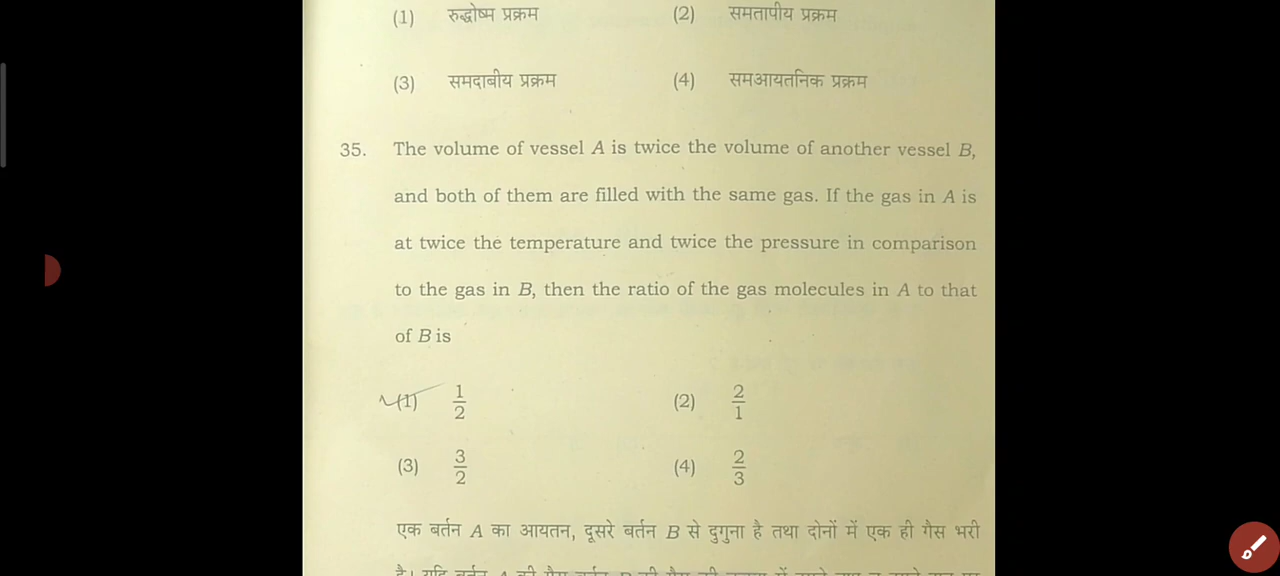 (1) रुद्धोष्म प्रक्रम (2) समतापीय प्रक्रम
(3) समदाबीय प्रक्रम (4) समआयतनिक प्रक्रम
35. The volume of vessel A is twice the volume of another vessel B,
and both of them are filled with the same gas. If the gas in A is
at twice the temperature and twice the pressure in comparison
to the gas in B, then the ratio of the gas molecules in A to that
of B is
(1) 1/2 (2) 2/1
(3) 3/2 (4) 2/3
एक बर्तन A का आयतन, दूसरे बर्तन B से दुगुना है तथा दोनों में एक ही गैस भरी